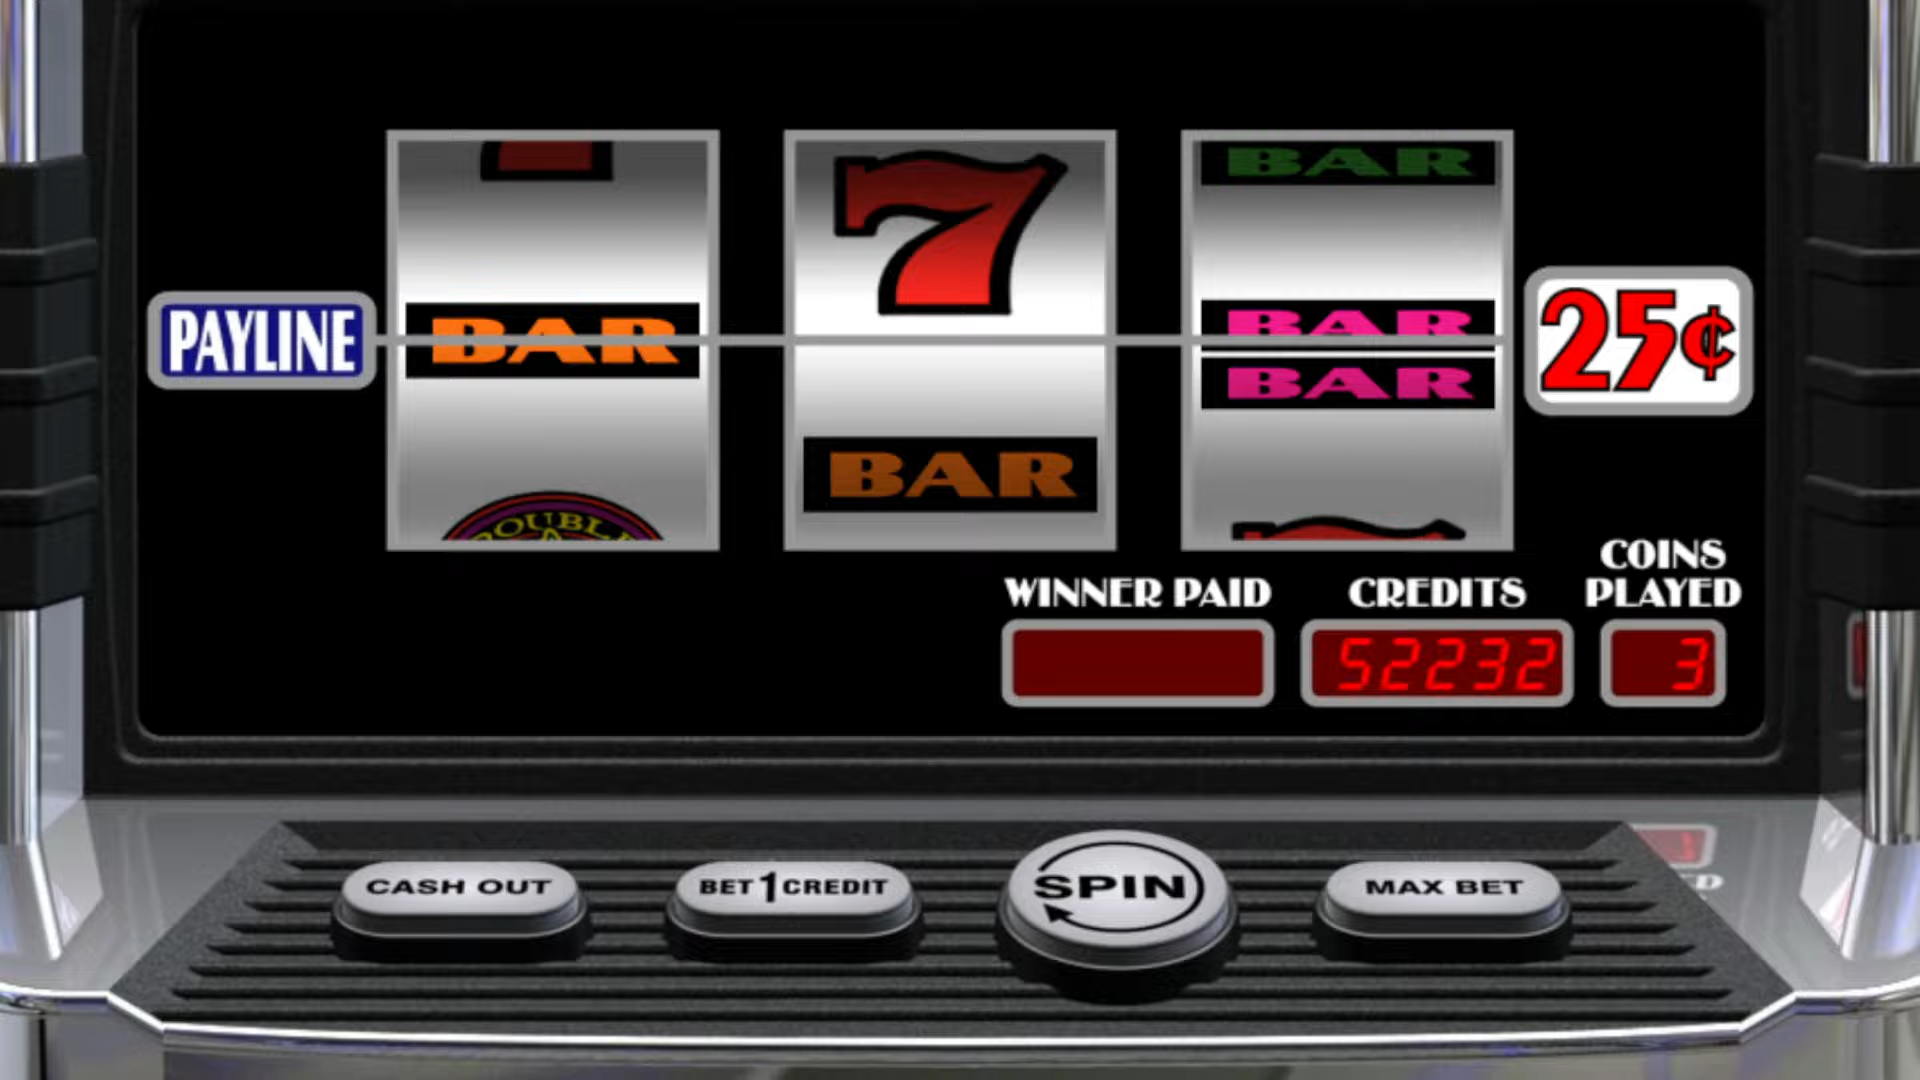 BAR
PAYLINE
BAR
BAR
BAR
25¢
BAR
DOUBL
COINS
WINNER PAID
CREDITS
PLAYED
52232
3
CASH OUT
BET 1 CREDIT
SPIN
MAX BET